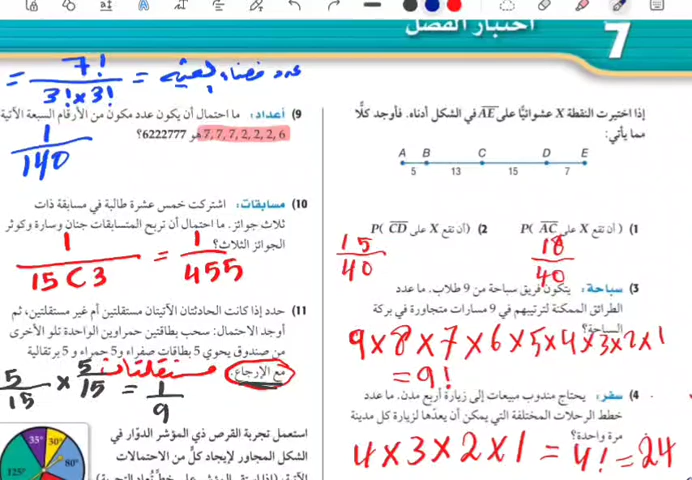 اختبار الفصل
7
إذا اختيرت النقطة X عشوائيًّا على AE في الشكل أدناه. فأوجد كلًّا
مما يأتي:
A B C D E
5 13 15 7
1) P(أن تقع X على AC) 2) P(أن تقع X على CD)
18/40
15/40
3) سباحة: يتكون فريق سباحة من 9 طلاب. ما عدد
الطرائق الممكنة لترتيبهم في 9 مسارات متجاورة في بركة
السباحة؟
9×8×7×6×5×4×3×2×1
=9!
4) سفر: يحتاج مندوب مبيعات إلى زيارة أربع مدن. ما عدد
خطط الرحلات المختلفة التي يمكن أن يعدّها لزيارة كل مدينة
مرة واحدة؟
4×3×2×1=4!=24
= 7!/3!×3! = عدد فضاء العينة
9) أعداد: ما احتمال أن يكون عدد مكون من الأرقام السبعة الآتية
7, 7, 7, 2, 2, 2, 6 هو 6222777؟
1/140
10) مسابقات: اشتركت خمس عشرة طالبة في مسابقة ذات
ثلاث جوائز. ما احتمال أن تربح المتسابقات جنان وسارة وكوثر
الجوائز الثلاث؟
1/15C3 = 1/455
11) حدد إذا كانت الحادثتان الآتيتان مستقلتين أم غير مستقلتين، ثم
أوجد الاحتمال: سحب بطاقتين حمراوين الواحدة تلو الأخرى
من صندوق يحوي 5 بطاقات صفراء و5 حمراء و5 برتقالية
مع الإرجاع.
مستقلتان
5/15 × 5/15 = 1/9
استعمل تجربة القرص ذي المؤشر الدوّار في
الشكل المجاور لإيجاد كلٍّ من الاحتمالات
35° 30°
80°
125°